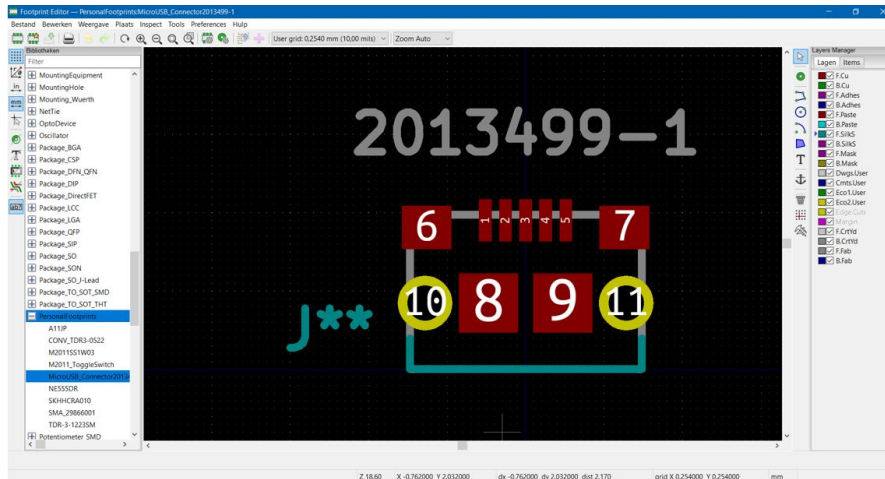 Footprint Editor — PersonalFootprints:MicroUSB_Connector2013499-1
Bestand Bewerken Weergave Plaats Inspect Tools Preferences Hulp
User grid: 0,2540 mm (10,00 mils)
Zoom Auto
Bibliotheken
Filter
MountingEquipment
MountingHole
Mounting_Wuerth
NetTie
OptoDevice
Oscillator
Package_BGA
Package_CSP
Package_DFN_QFN
Package_DIP
Package_DirectFET
Package_LCC
Package_LGA
Package_QFP
Package_SIP
Package_SO
Package_SON
Package_SO_J-Lead
Package_TO_SOT_SMD
Package_TO_SOT_THT
PersonalFootprints
A11JP
CONV_TDR3-0522
M2011SS1W03
M2011_ToggleSwitch
MicroUSB_Connector2013
NE555DR
SKHHCRA010
SMA_29866001
TDR-3-1223SM
Potentiometer SMD
in
mm
T
ab?
2013499-1
6 1 2 3 4 5 7
10 8 9 11
J**
T
Layers Manager
Lagen Items
F.Cu
B.Cu
F.Adhes
B.Adhes
F.Paste
B.Paste
F.SilkS
B.SilkS
F.Mask
B.Mask
Dwgs.User
Cmts.User
Eco1.User
Eco2.User
Edge.Cuts
Margin
F.CrtYd
B.CrtYd
F.Fab
B.Fab
Z 18.60 X -0.762000 Y 2.032000 dx -0.762000 dy 2.032000 dist 2.170 grid X 0.254000 Y 0.254000 mm